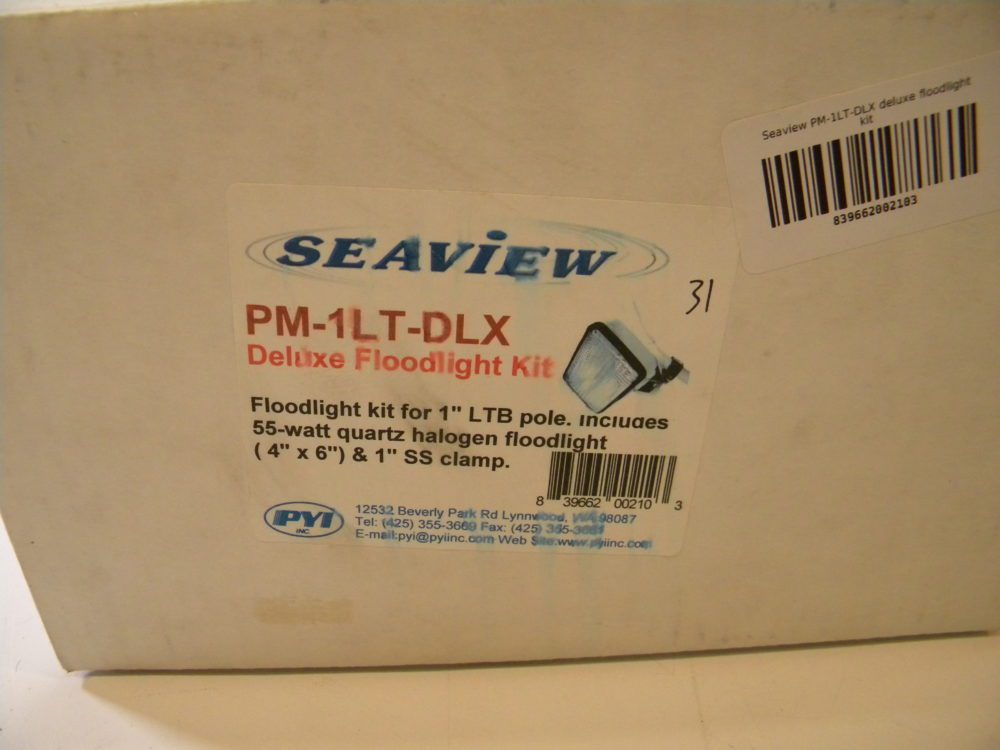 Seaview PM-1LT-DLX deluxe floodlight
kit
839662002103
SEAVIEW
31
PM-1LT-DLX
Deluxe Floodlight Kit
Floodlight kit for 1" LTB pole. Includes
55-watt quartz halogen floodlight
( 4" x 6") & 1" SS clamp.
8 39662 00210 3
PYI
INC.
12532 Beverly Park Rd Lynnwood, WA 98087
Tel: (425) 355-3669 Fax: (425) 355-3661
E-mail:pyi@pyiinc.com Web Site:www.pyiinc.com